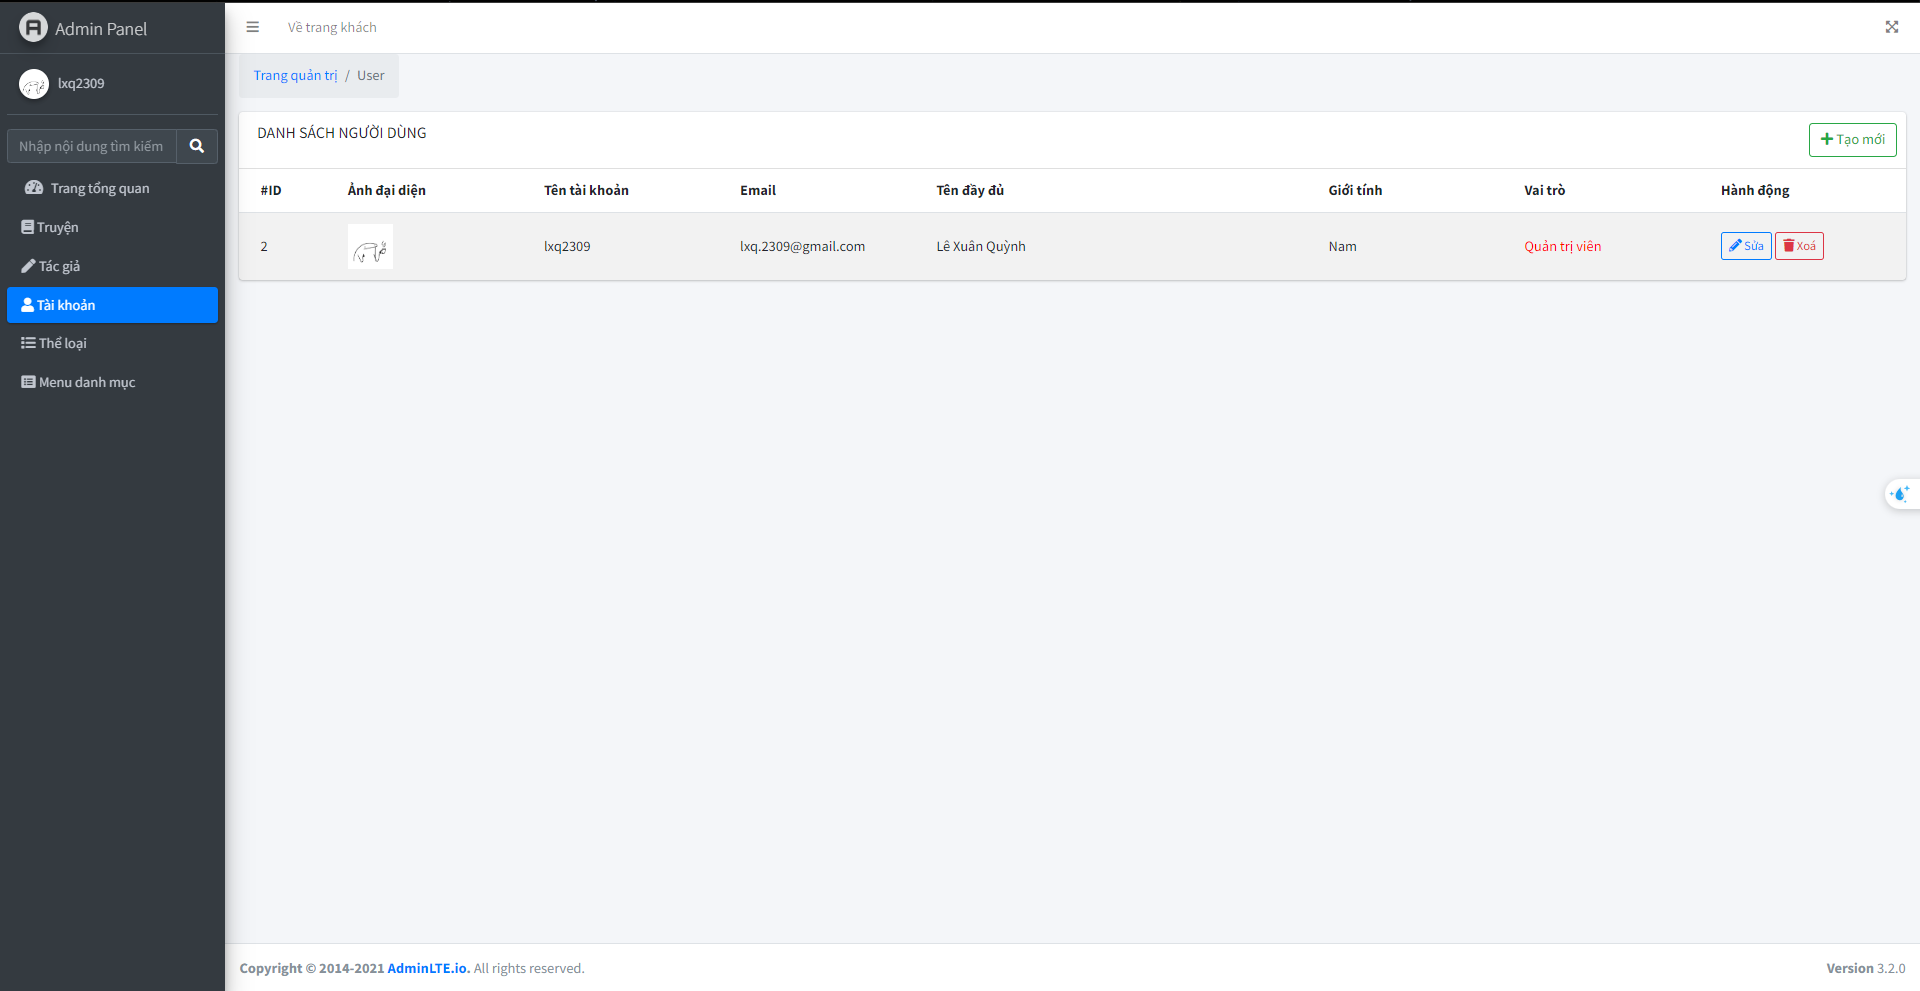 Admin Panel
Về trang khách
lxq2309
Trang quản trị / User
DANH SÁCH NGƯỜI DÙNG
Tạo mới
Nhập nội dung tìm kiếm
Trang tổng quan
Truyện
Tác giả
Tài khoản
Thể loại
Menu danh mục
#ID Ảnh đại diện Tên tài khoản Email Tên đầy đủ Giới tính Vai trò Hành động
2 lxq2309 lxq.2309@gmail.com Lê Xuân Quỳnh Nam Quản trị viên Sửa Xoá
Copyright © 2014-2021 AdminLTE.io. All rights reserved.
Version 3.2.0